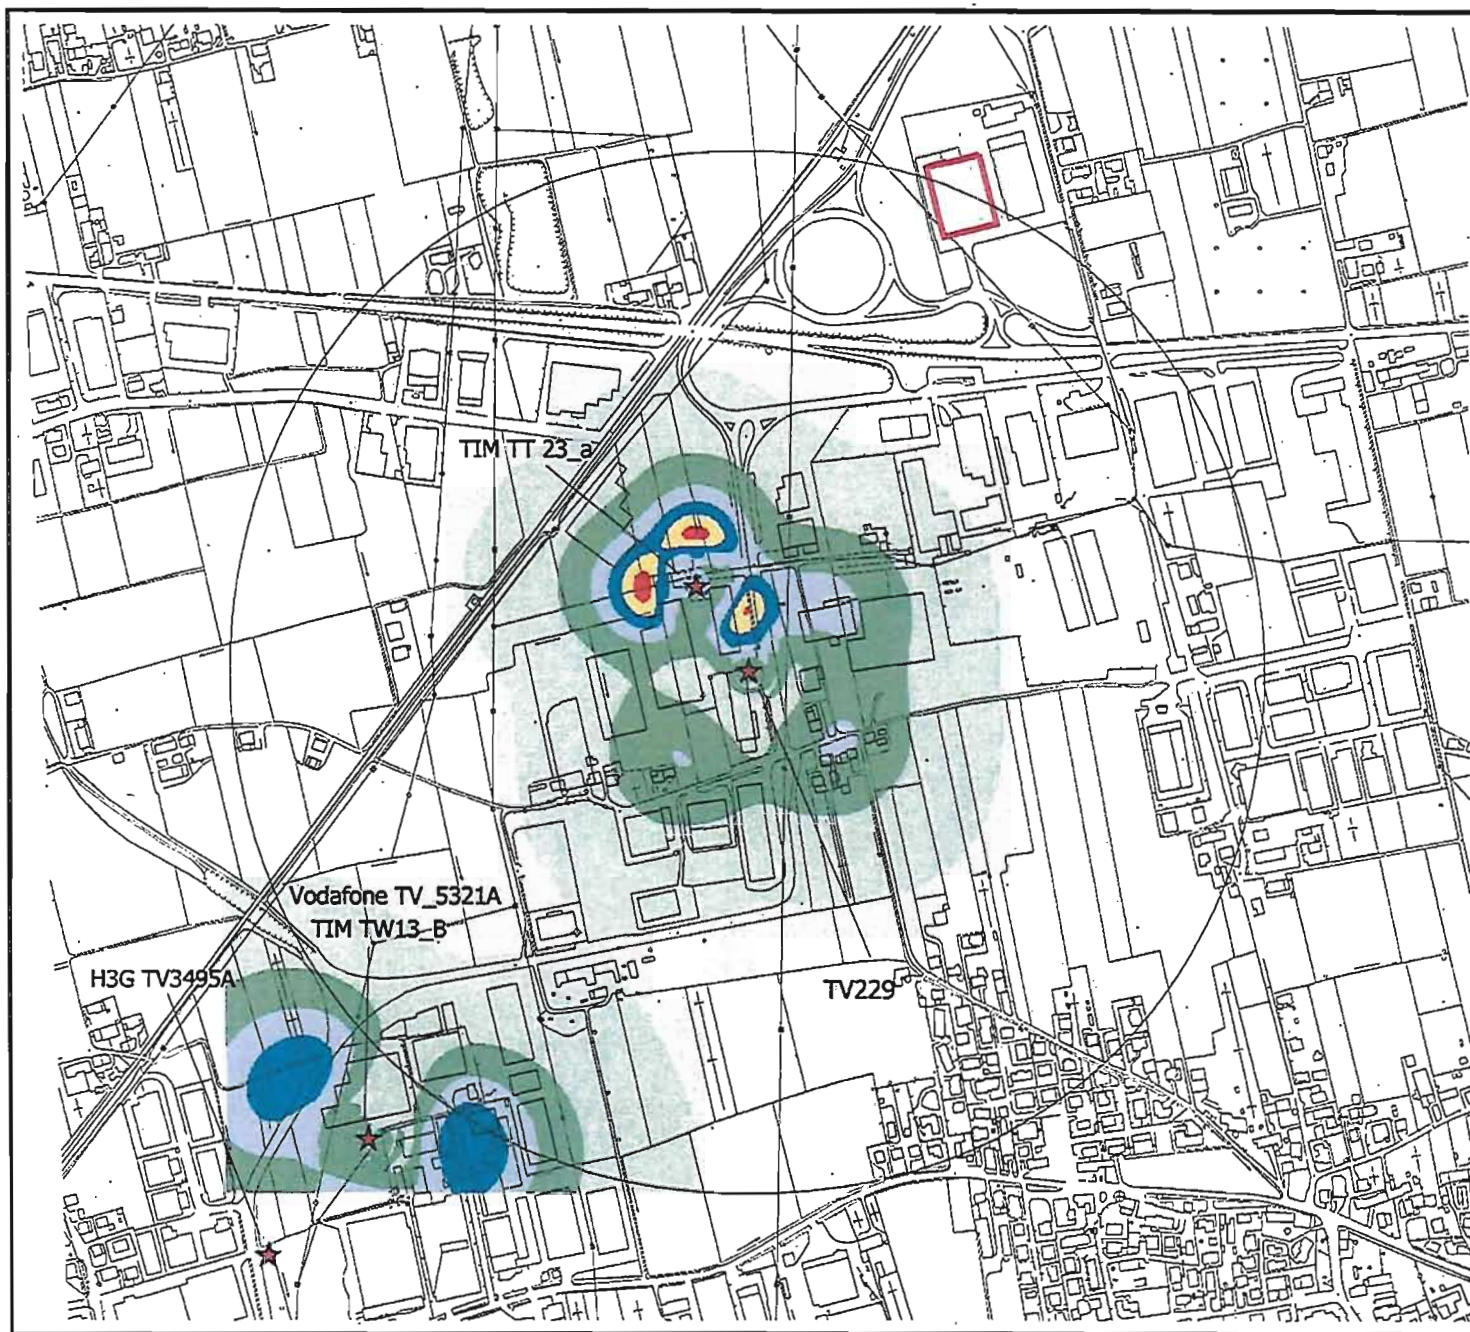 TIM TT 23_a
Vodafone TV_5321A
TIM TW13_B
H3G TV3495A
TV229